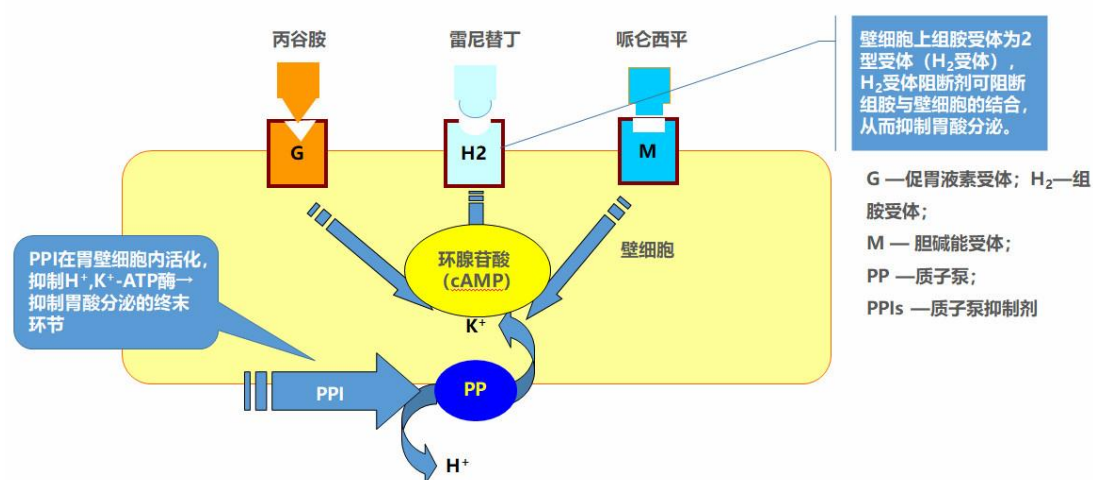 丙谷胺
雷尼替丁
哌仑西平
壁细胞上组胺受体为2
型受体（H₂受体），
H₂受体阻断剂可阻断
组胺与壁细胞的结合，
从而抑制胃酸分泌。
G
H2
M
G —促胃液素受体；H₂—组
胺受体；
M — 胆碱能受体；
PP —质子泵；
PPIs —质子泵抑制剂
壁细胞
环腺苷酸
(cAMP)
PPI在胃壁细胞内活化，
抑制H⁺,K⁺-ATP酶→
抑制胃酸分泌的终末
环节
K⁺
PPI
PP
H⁺